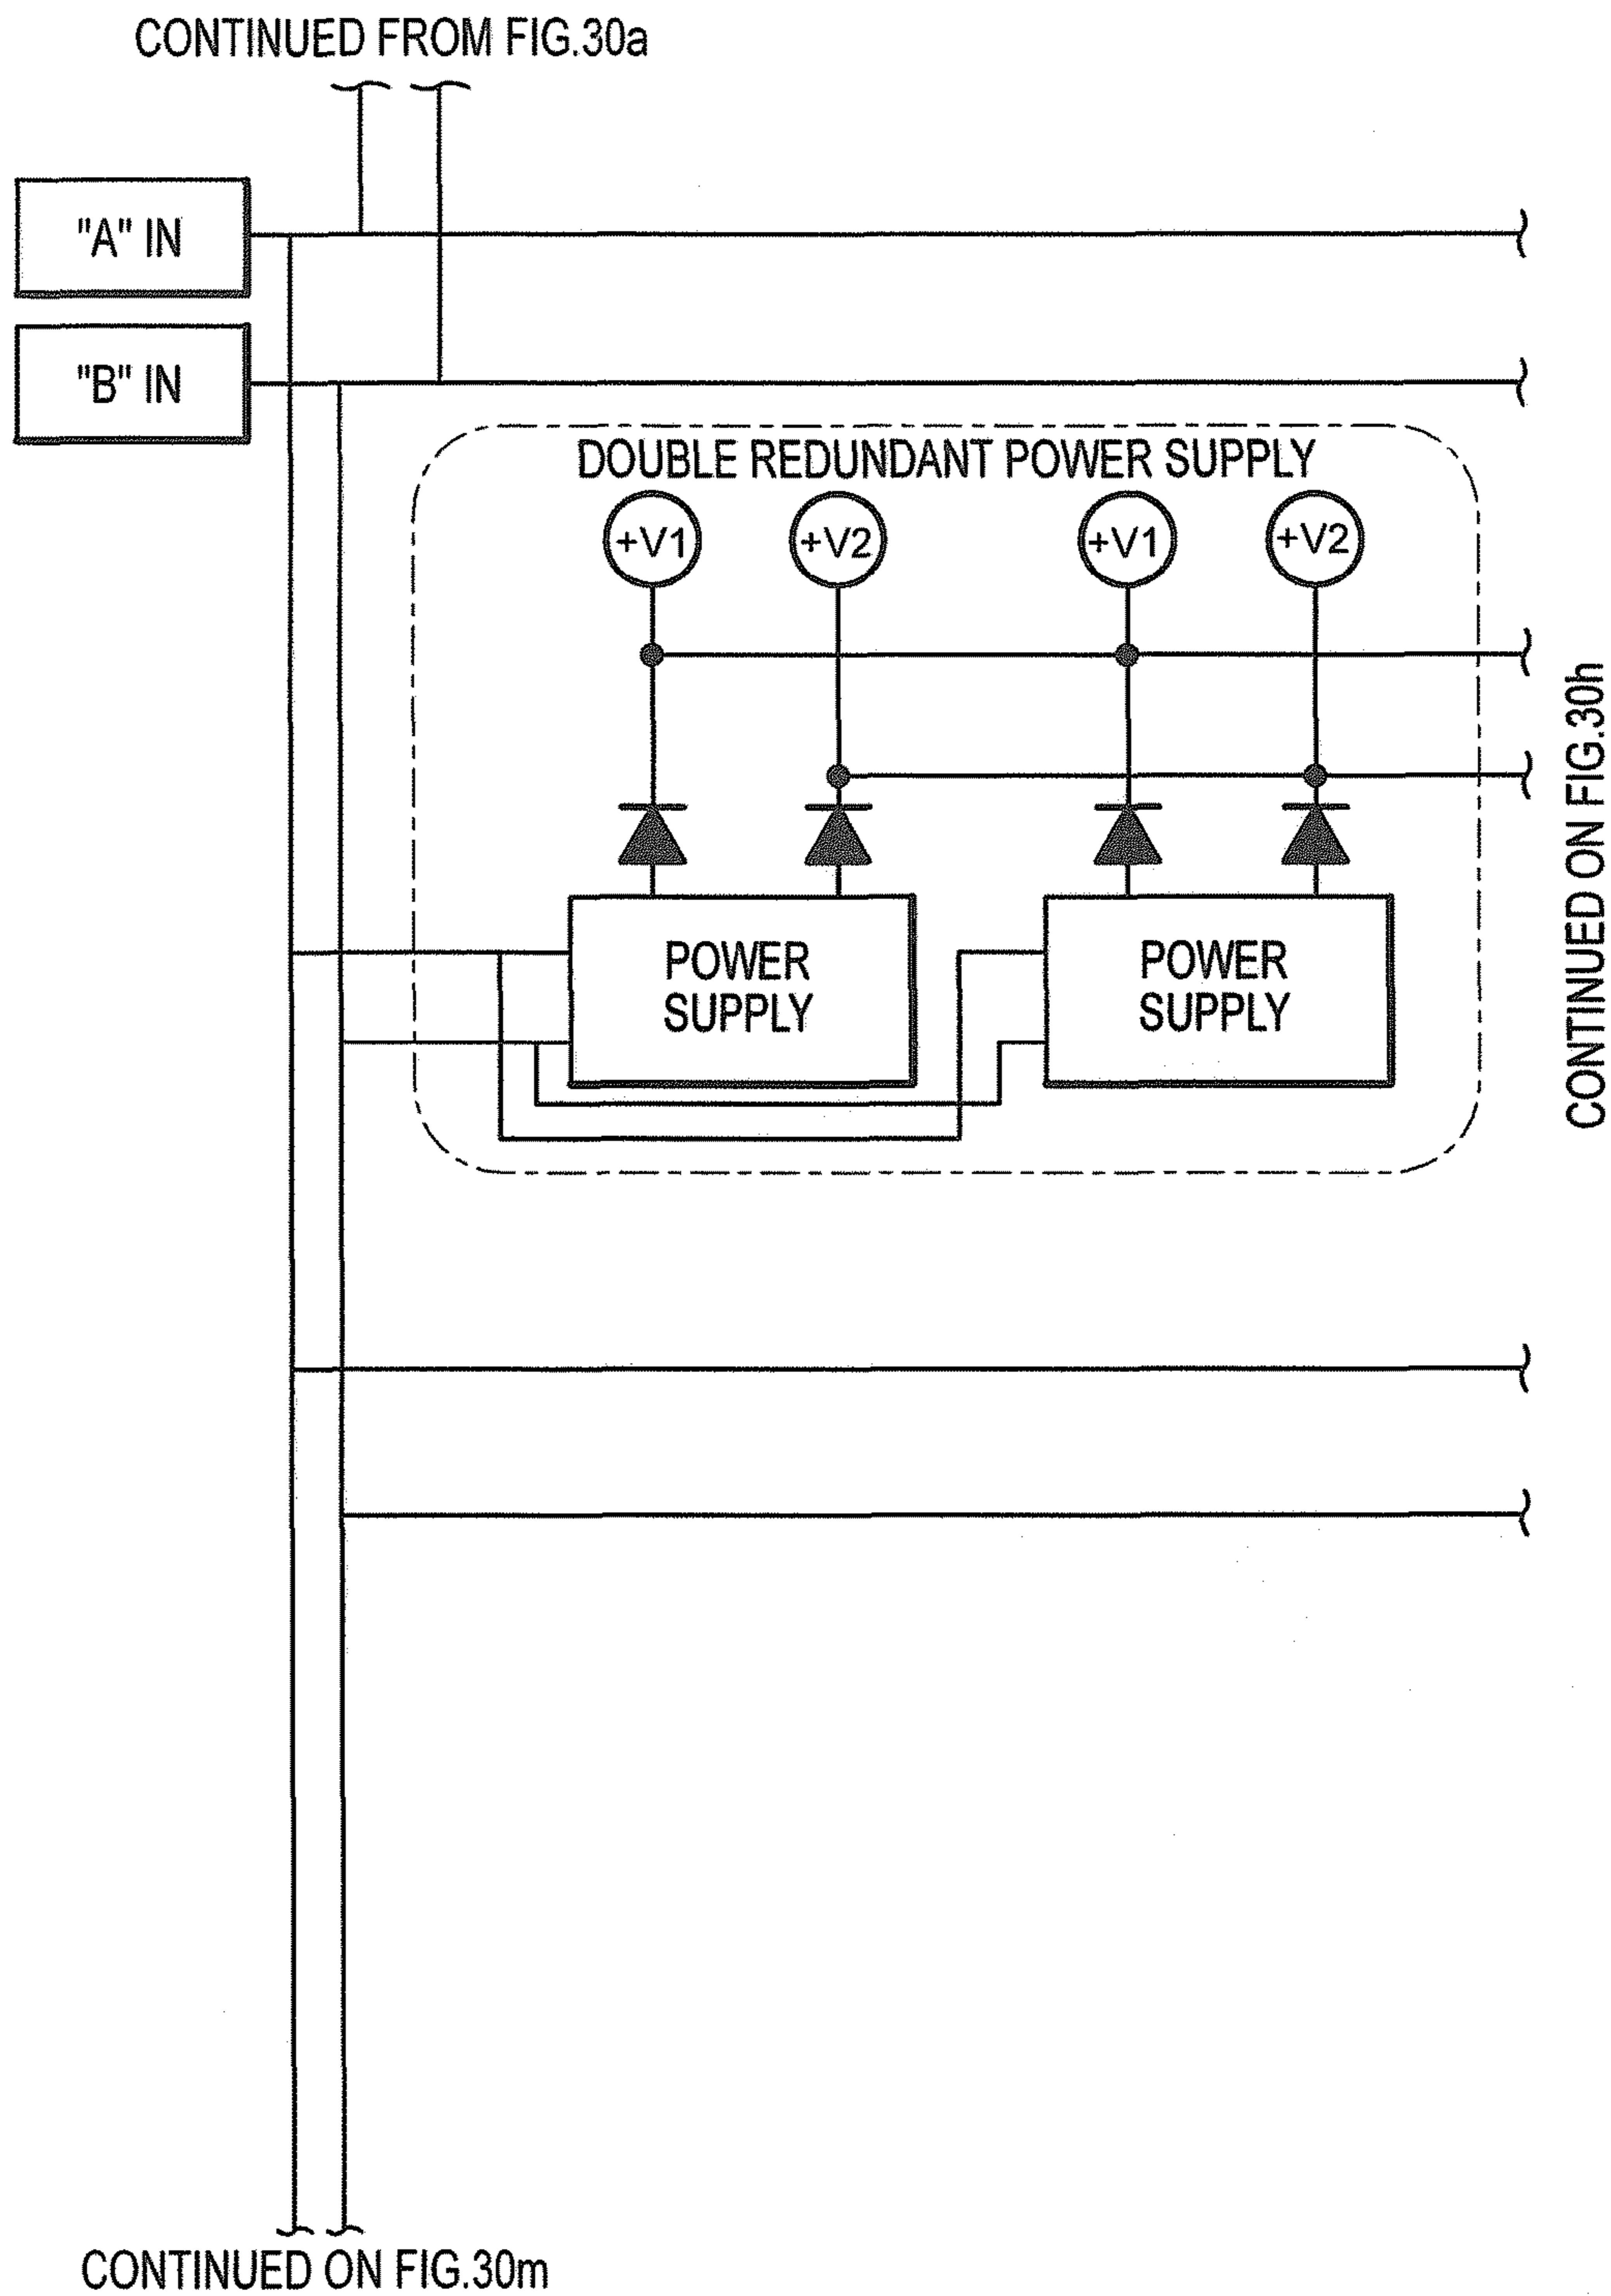 CONTINUED FROM FIG.30a
"A" IN
"B" IN
DOUBLE REDUNDANT POWER SUPPLY
+V1
+V2
+V1
+V2
POWER
SUPPLY
POWER
SUPPLY
CONTINUED ON FIG.30h
CONTINUED ON FIG.30m